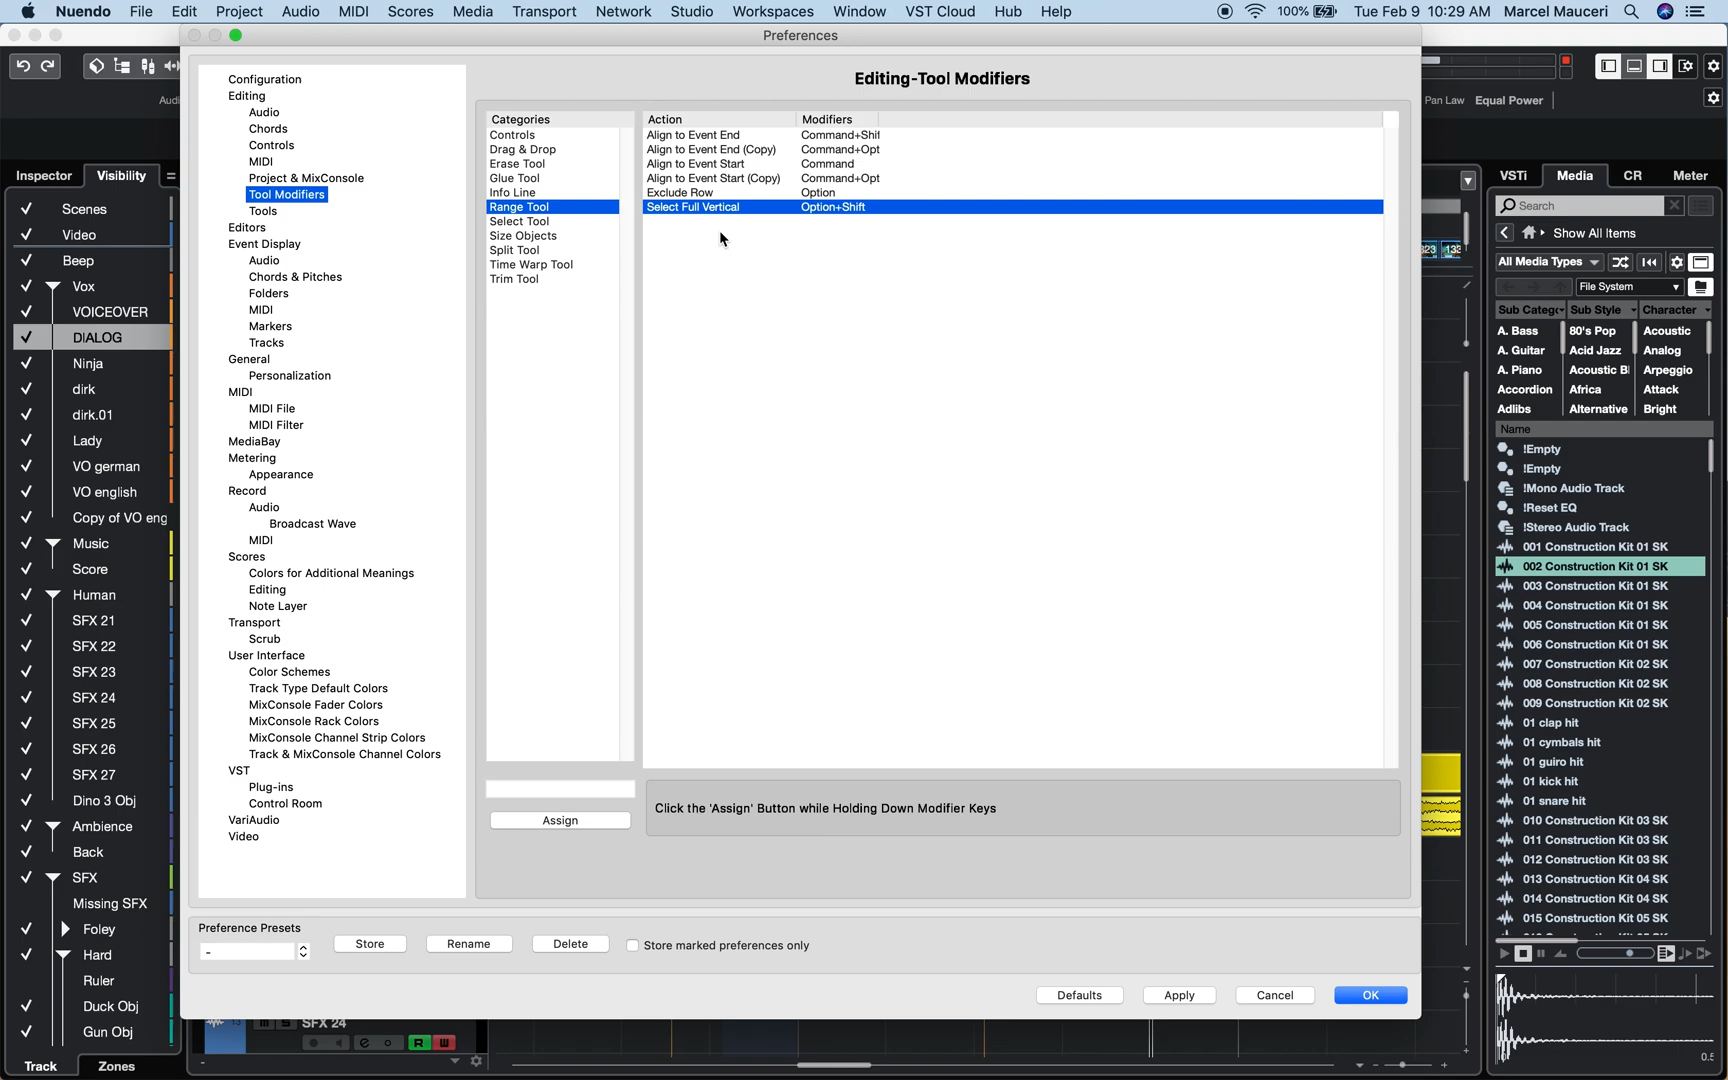 Nuendo File Edit Project Audio MIDI Scores Media Transport Network Studio Workspaces Window VST Cloud Hub Help 100% Tue Feb 9 10:29 AM Marcel Mauceri
Preferences
Pan Law Equal Power
Inspector Visibility
Scenes
Video
Beep
Vox
VOICEOVER
DIALOG
Ninja
dirk
dirk.01
Lady
VO german
VO english
Copy of VO eng
Music
Score
Human
SFX 21
SFX 22
SFX 23
SFX 24
SFX 25
SFX 26
SFX 27
Dino 3 Obj
Ambience
Back
SFX
Missing SFX
Foley
Hard
Ruler
Duck Obj
Gun Obj
Track Zones
Configuration
Editing
Audio
Chords
Controls
MIDI
Project & MixConsole
Tool Modifiers
Tools
Editors
Event Display
Audio
Chords & Pitches
Folders
MIDI
Markers
Tracks
General
Personalization
MIDI
MIDI File
MIDI Filter
MediaBay
Metering
Appearance
Record
Audio
Broadcast Wave
MIDI
Scores
Colors for Additional Meanings
Editing
Note Layer
Transport
Scrub
User Interface
Color Schemes
Track Type Default Colors
MixConsole Fader Colors
MixConsole Rack Colors
MixConsole Channel Strip Colors
Track & MixConsole Channel Colors
VST
Plug-ins
Control Room
VariAudio
Video
Editing-Tool Modifiers
Categories
Controls
Drag & Drop
Erase Tool
Glue Tool
Info Line
Range Tool
Select Tool
Size Objects
Split Tool
Time Warp Tool
Trim Tool
Action Modifiers
Align to Event End Command+Shif
Align to Event End (Copy) Command+Opt
Align to Event Start Command
Align to Event Start (Copy) Command+Opt
Exclude Row Option
Select Full Vertical Option+Shift
Assign
Click the 'Assign' Button while Holding Down Modifier Keys
Preference Presets
-
Store Rename Delete Store marked preferences only
Defaults Apply Cancel OK
SFX 24
R W
VSTi Media CR Meter
Search
Show All Items
All Media Types
File System
Sub Categ Sub Style Character
A. Bass 80's Pop Acoustic
A. Guitar Acid Jazz Analog
A. Piano Acoustic Bl Arpeggio
Accordion Africa Attack
Adlibs Alternative Bright
Name
!Empty
!Empty
!Mono Audio Track
!Reset EQ
!Stereo Audio Track
001 Construction Kit 01 SK
002 Construction Kit 01 SK
003 Construction Kit 01 SK
004 Construction Kit 01 SK
005 Construction Kit 01 SK
006 Construction Kit 01 SK
007 Construction Kit 02 SK
008 Construction Kit 02 SK
009 Construction Kit 02 SK
01 clap hit
01 cymbals hit
01 guiro hit
01 kick hit
01 snare hit
010 Construction Kit 03 SK
011 Construction Kit 03 SK
012 Construction Kit 03 SK
013 Construction Kit 04 SK
014 Construction Kit 04 SK
015 Construction Kit 05 SK